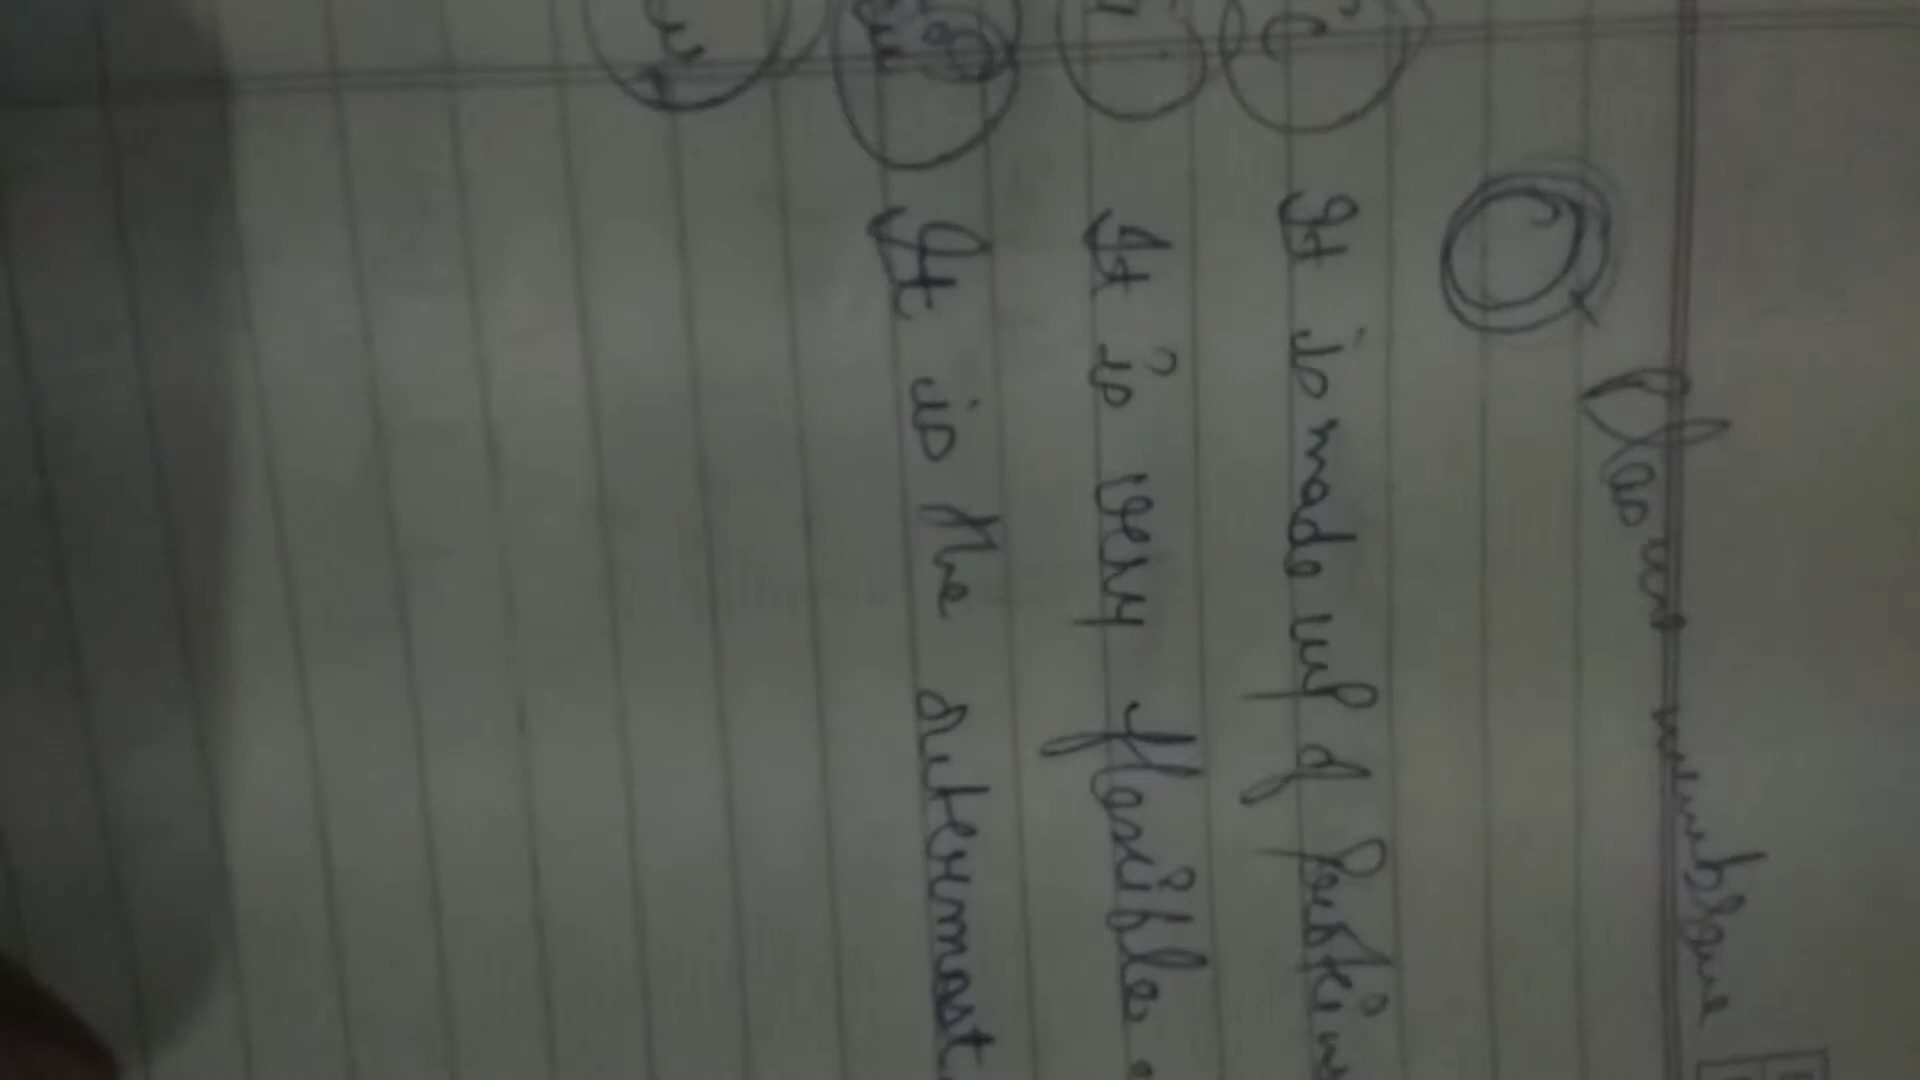 Plasma membrane
It is made up of
It is very flexible
It is the outermost